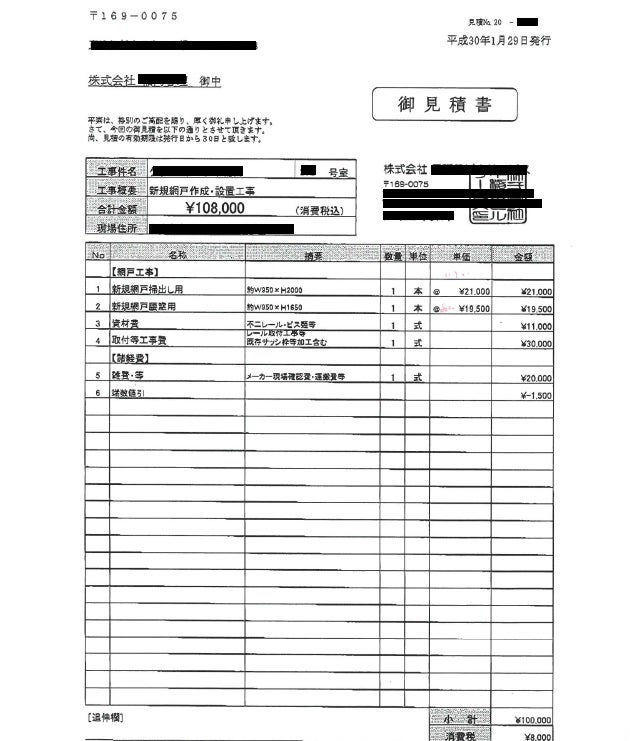 〒169-0075
見積No. 20 -
平成30年1月29日発行
株式会社 御中
御見積書
平素は、格別のご高配を賜り、厚く御礼申し上げます。
さて、今回の御見積を以下の通りとさせて頂きます。
尚、見積の有効期限は発行日から30日と致します。
工事件名 号室
工事概要 新規網戸作成・設置工事
合計金額 ¥108,000 (消費税込)
現場住所
株式会社
〒169-0075
No 名称 摘要 数量 単位 単価 金額
【網戸工事】
1 新規網戸掃出し用 約W950×H2000 1 本 @ ¥21,000 ¥21,000
2 新規網戸腰窓用 約W950×H1650 1 本 @ ¥19,500 ¥19,500
3 資材費 不二レール・ビス類等 1 式 ¥11,000
4 取付等工事費 レール取付工事等 既存サッシ枠等加工含む 1 式 ¥30,000
【諸経費】
5 雑費・等 メーカー現場確認費・運搬費等 1 式 ¥20,000
6 端数値引 ¥-1,500
[追伸欄]
小計 ¥100,000
消費税 ¥8,000